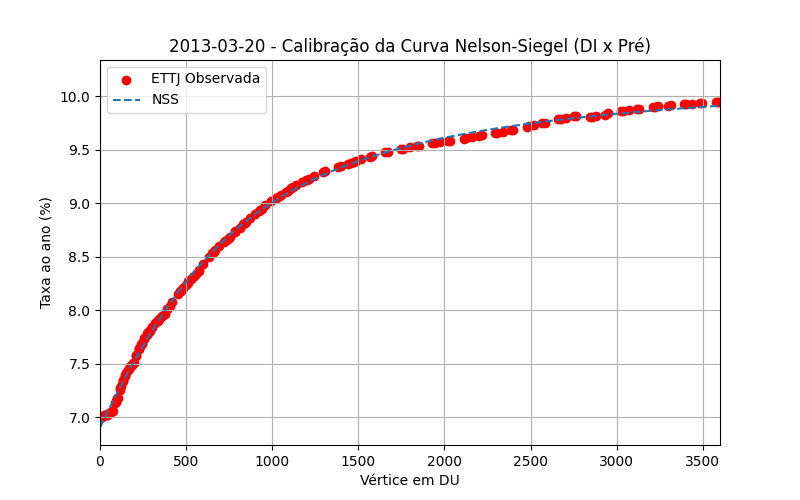 2013-03-20 - Calibração da Curva Nelson-Siegel (DI x Pré)
ETTJ Observada
NSS
Taxa ao ano (%)
10.0
9.5
9.0
8.5
8.0
7.5
7.0
0 500 1000 1500 2000 2500 3000 3500
Vértice em DU